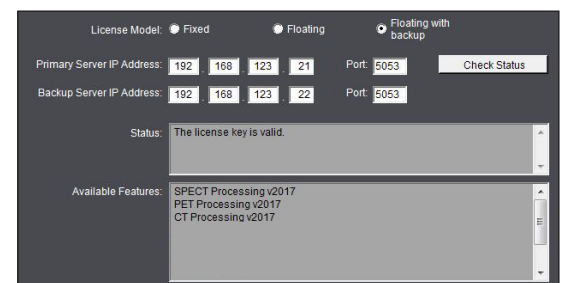 License Model: Fixed Floating Floating with backup
Primary Server IP Address: 192 . 168 . 123 . 21 Port: 5053 Check Status
Backup Server IP Address: 192 . 168 . 123 . 22 Port: 5053
Status: The license key is valid.
Available Features: SPECT Processing v2017
PET Processing v2017
CT Processing v2017